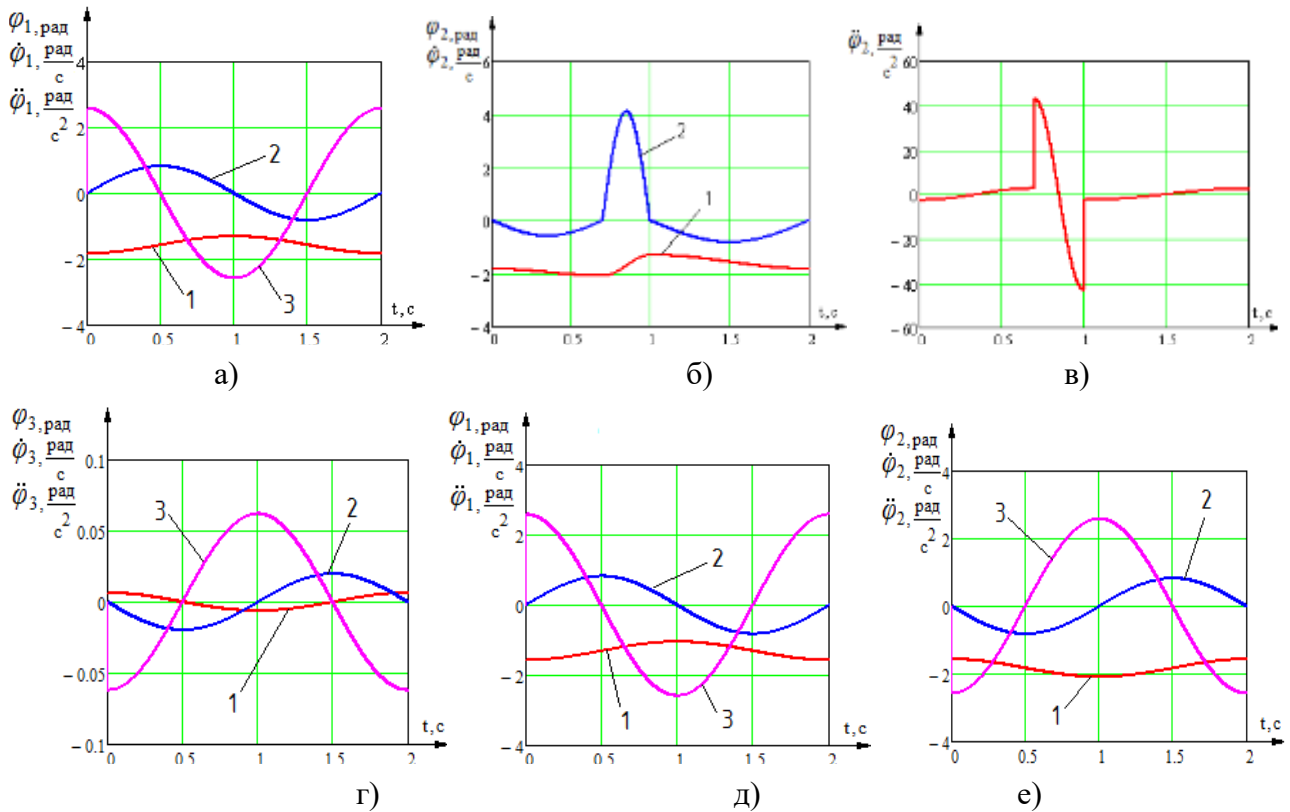 φ₁,рад
φ̇₁, рад/с
φ̈₁, рад/с²
4
2
0
−2
−4
2
1
3
t,с
0 0.5 1 1.5 2
а)
φ₂,рад
φ̇₂, рад/с
6
4
2
0
−2
−4
2
1
t,с
0 0.5 1 1.5 2
б)
φ̈₂, рад/с²
60
40
20
0
−20
−40
−60
t,с
0 0.5 1 1.5 2
в)
φ₃,рад
φ̇₃, рад/с
φ̈₃, рад/с²
0.1
0.05
0
−0.05
−0.1
3
2
1
t,с
0 0.5 1 1.5 2
г)
φ₁,рад
φ̇₁, рад/с
φ̈₁, рад/с²
4
2
0
−2
−4
2
1
3
t,с
0 0.5 1 1.5 2
д)
φ₂,рад
φ̇₂, рад/с
φ̈₂, рад/с²
4
2
0
−2
−4
3
2
1
t,с
0 0.5 1 1.5 2
е)